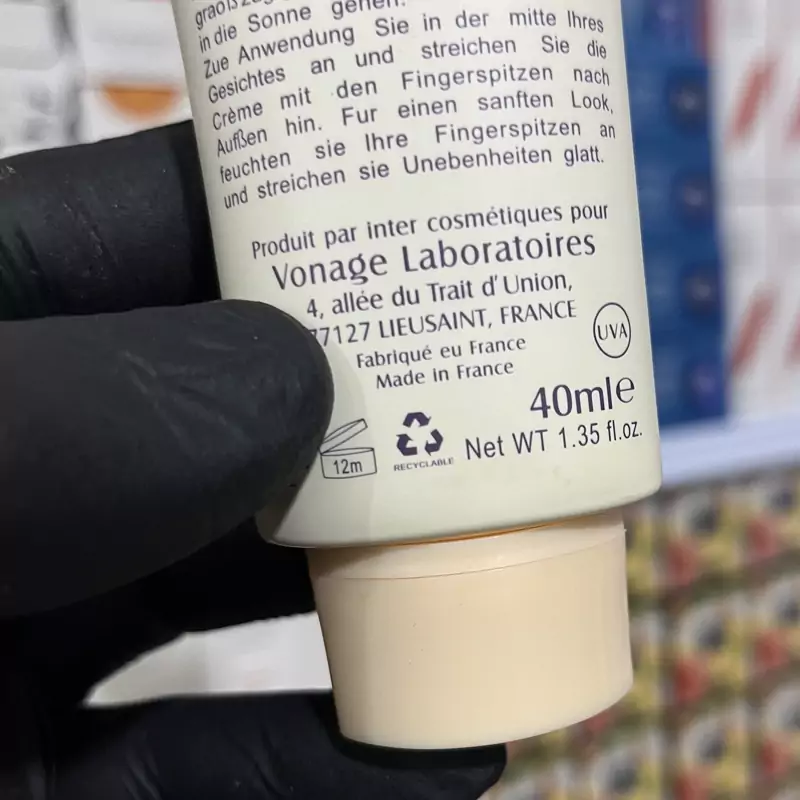 in die Sonne gehen.
Zue Anwendung Sie in der mitte Ihres
Gesichtes an und streichen Sie die
Crème mit den Fingerspitzen nach
Außen hin. Fur einen sanften Look,
feuchten sie Ihre Fingerspitzen an
und streichen sie Unebenheiten glatt.
Produit par inter cosmétiques pour
Vonage Laboratoires
4, allée du Trait d'Union,
77127 LIEUSAINT, FRANCE
UVA
Fabriqué eu France
Made in France
40ml℮
12m
RECYCLABLE
Net WT 1.35 fl.oz.